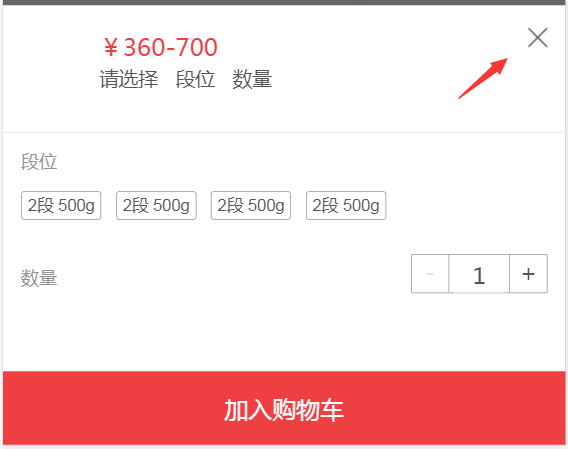 ￥360-700
请选择 段位 数量
段位
2段 500g 2段 500g 2段 500g 2段 500g
数量 - 1 +
加入购物车